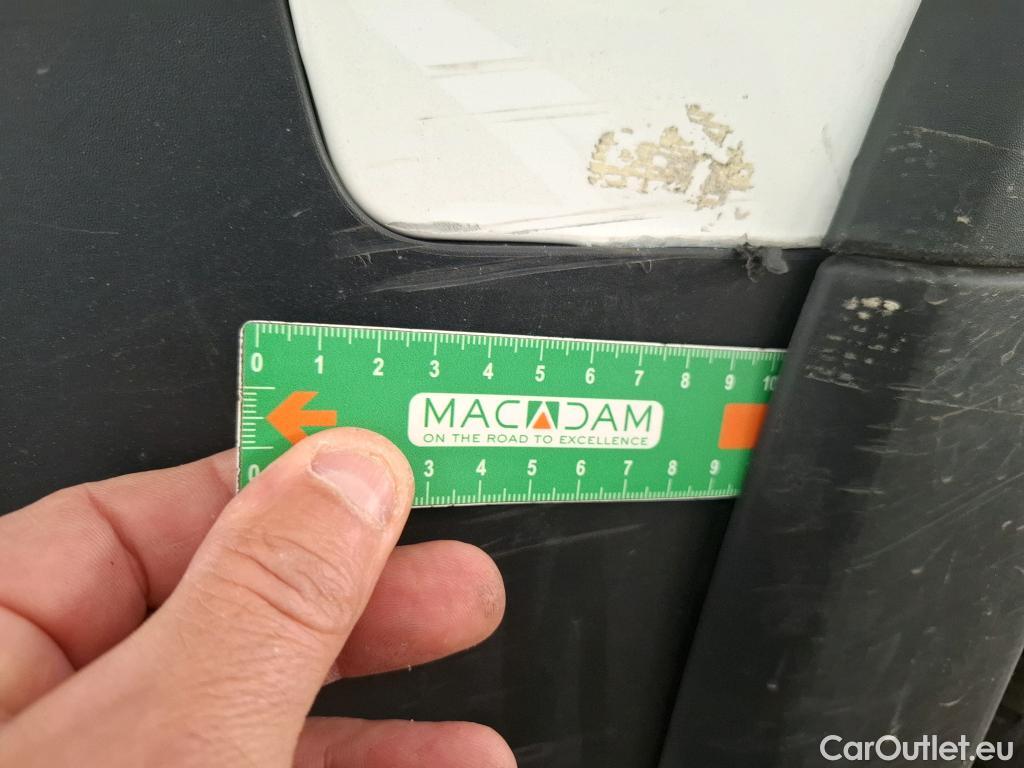 0 1 2 3 4 5 6 7 8 9 10
MACADAM
ON THE ROAD TO EXCELLENCE
0 3 4 5 6 7 8 9
CarOutlet.eu